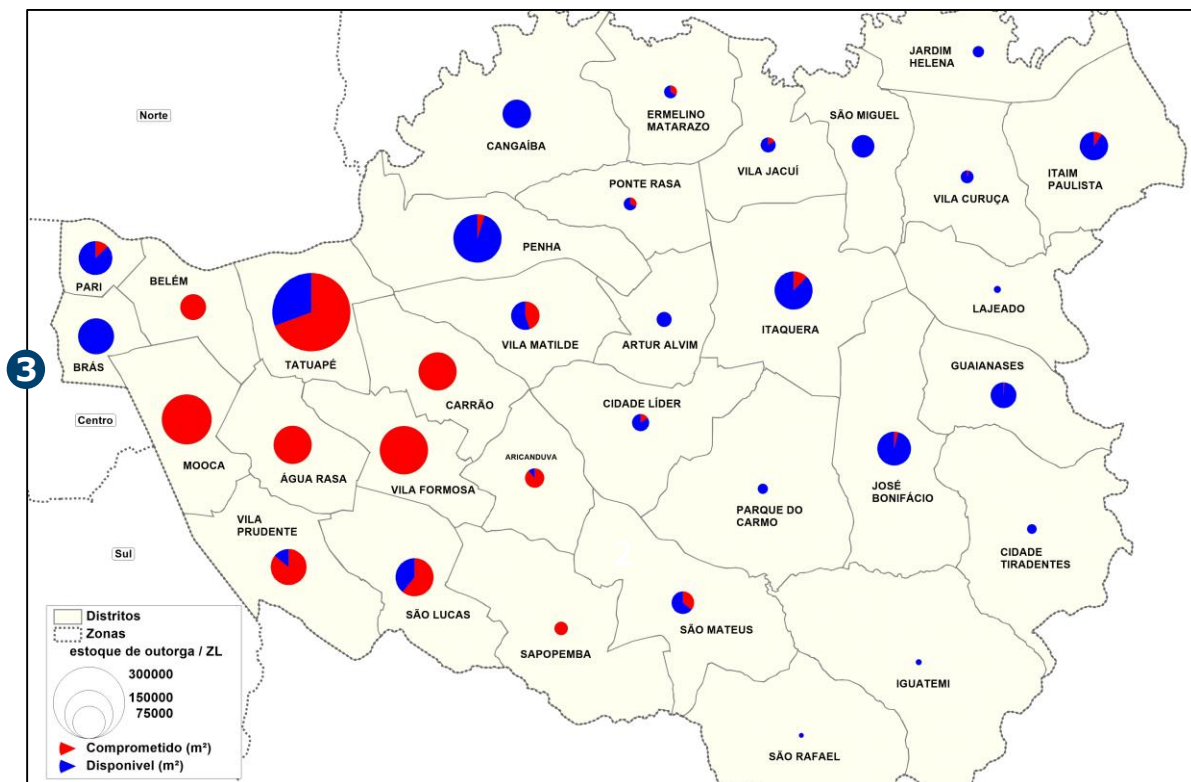 JARDIM
HELENA
Norte
ERMELINO
MATARAZO
SÃO MIGUEL
CANGAÍBA
VILA JACUÍ
ITAIM
PAULISTA
PONTE RASA
VILA CURUÇA
PENHA
PARI
BELÉM
LAJEADO
ITAQUERA
VILA MATILDE
ARTUR ALVIM
TATUAPÉ
BRÁS
3
GUAIANASES
CARRÃO
CIDADE LÍDER
Centro
ARICANDUVA
MOOCA
ÁGUA RASA
VILA FORMOSA
JOSÉ
BONIFÁCIO
PARQUE DO
CARMO
VILA
PRUDENTE
Sul
CIDADE
TIRADENTES
SÃO LUCAS
SÃO MATEUS
SAPOPEMBA
IGUATEMI
SÃO RAFAEL
Distritos
Zonas
estoque de outorga / ZL
300000
150000
75000
Comprometido (m²)
Disponivel (m²)